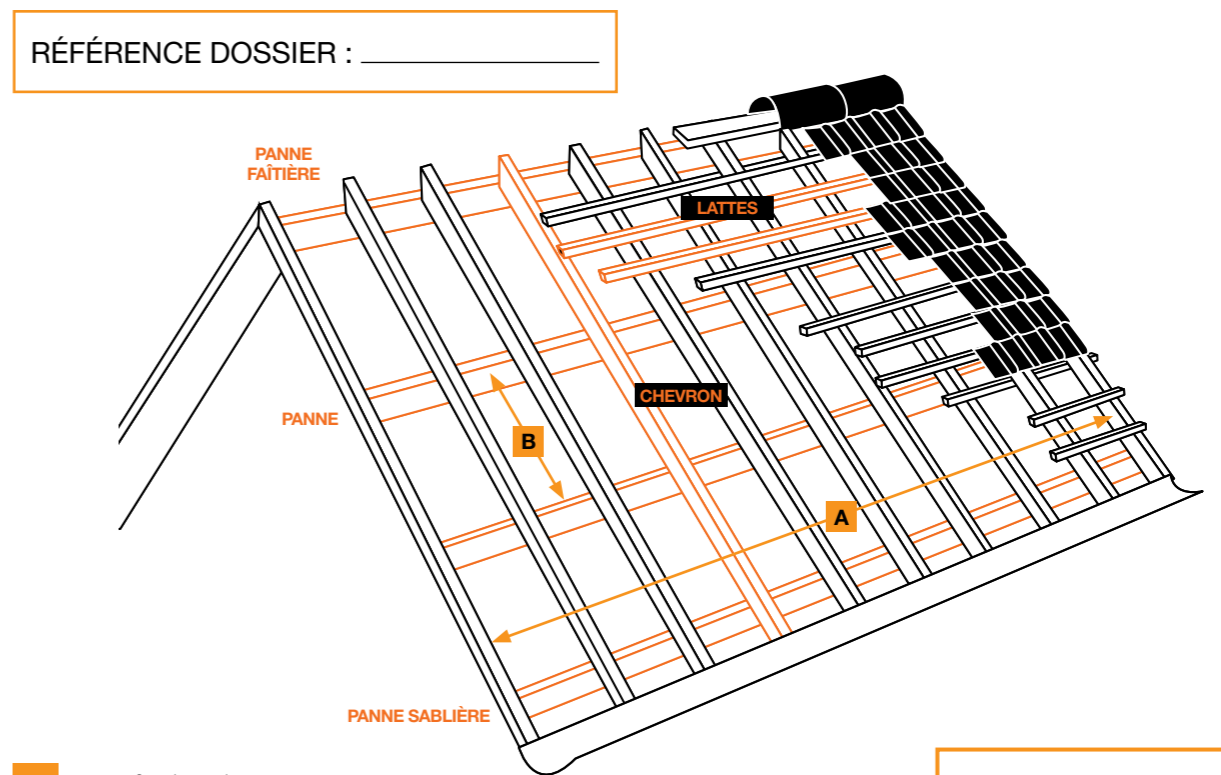 RÉFÉRENCE DOSSIER :
PANNE
FAÎTIÈRE
LATTES
CHEVRON
PANNE
B
A
PANNE SABLIÈRE